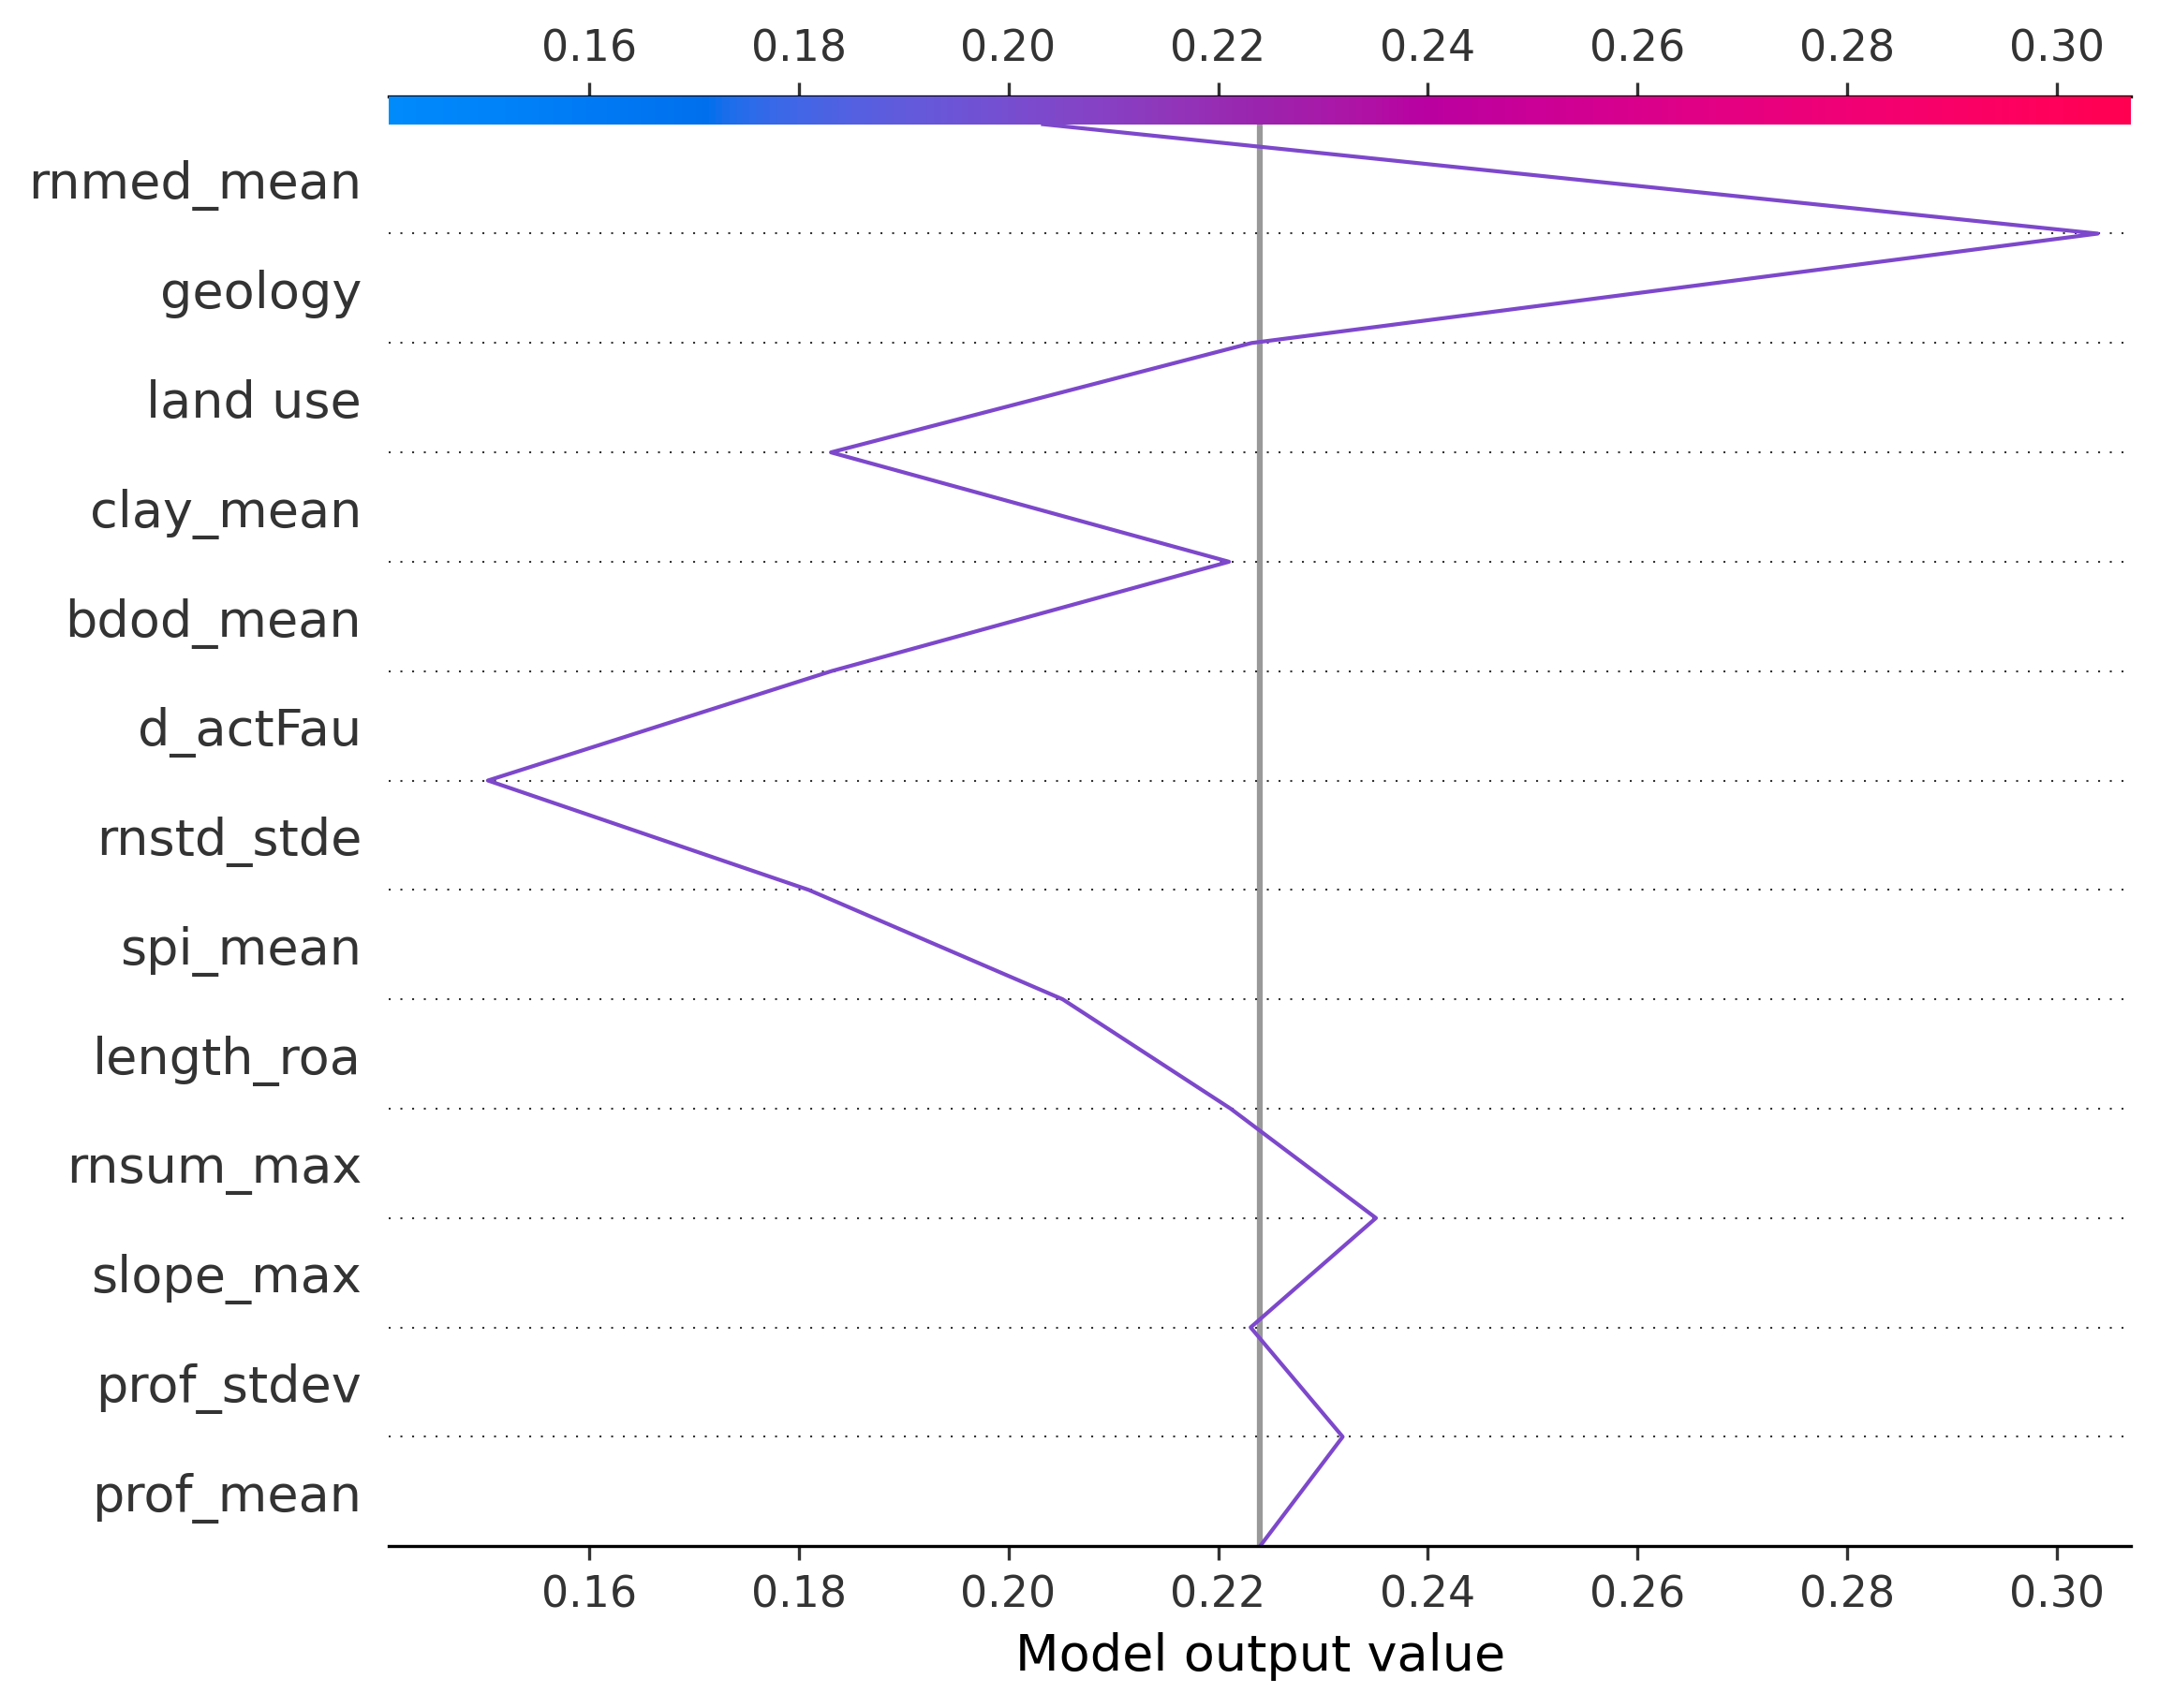 0.16 0.18 0.20 0.22 0.24 0.26 0.28 0.30
rnmed_mean
geology
land use
clay_mean
bdod_mean
d_actFau
rnstd_stde
spi_mean
length_roa
rnsum_max
slope_max
prof_stdev
prof_mean
0.16 0.18 0.20 0.22 0.24 0.26 0.28 0.30
Model output value